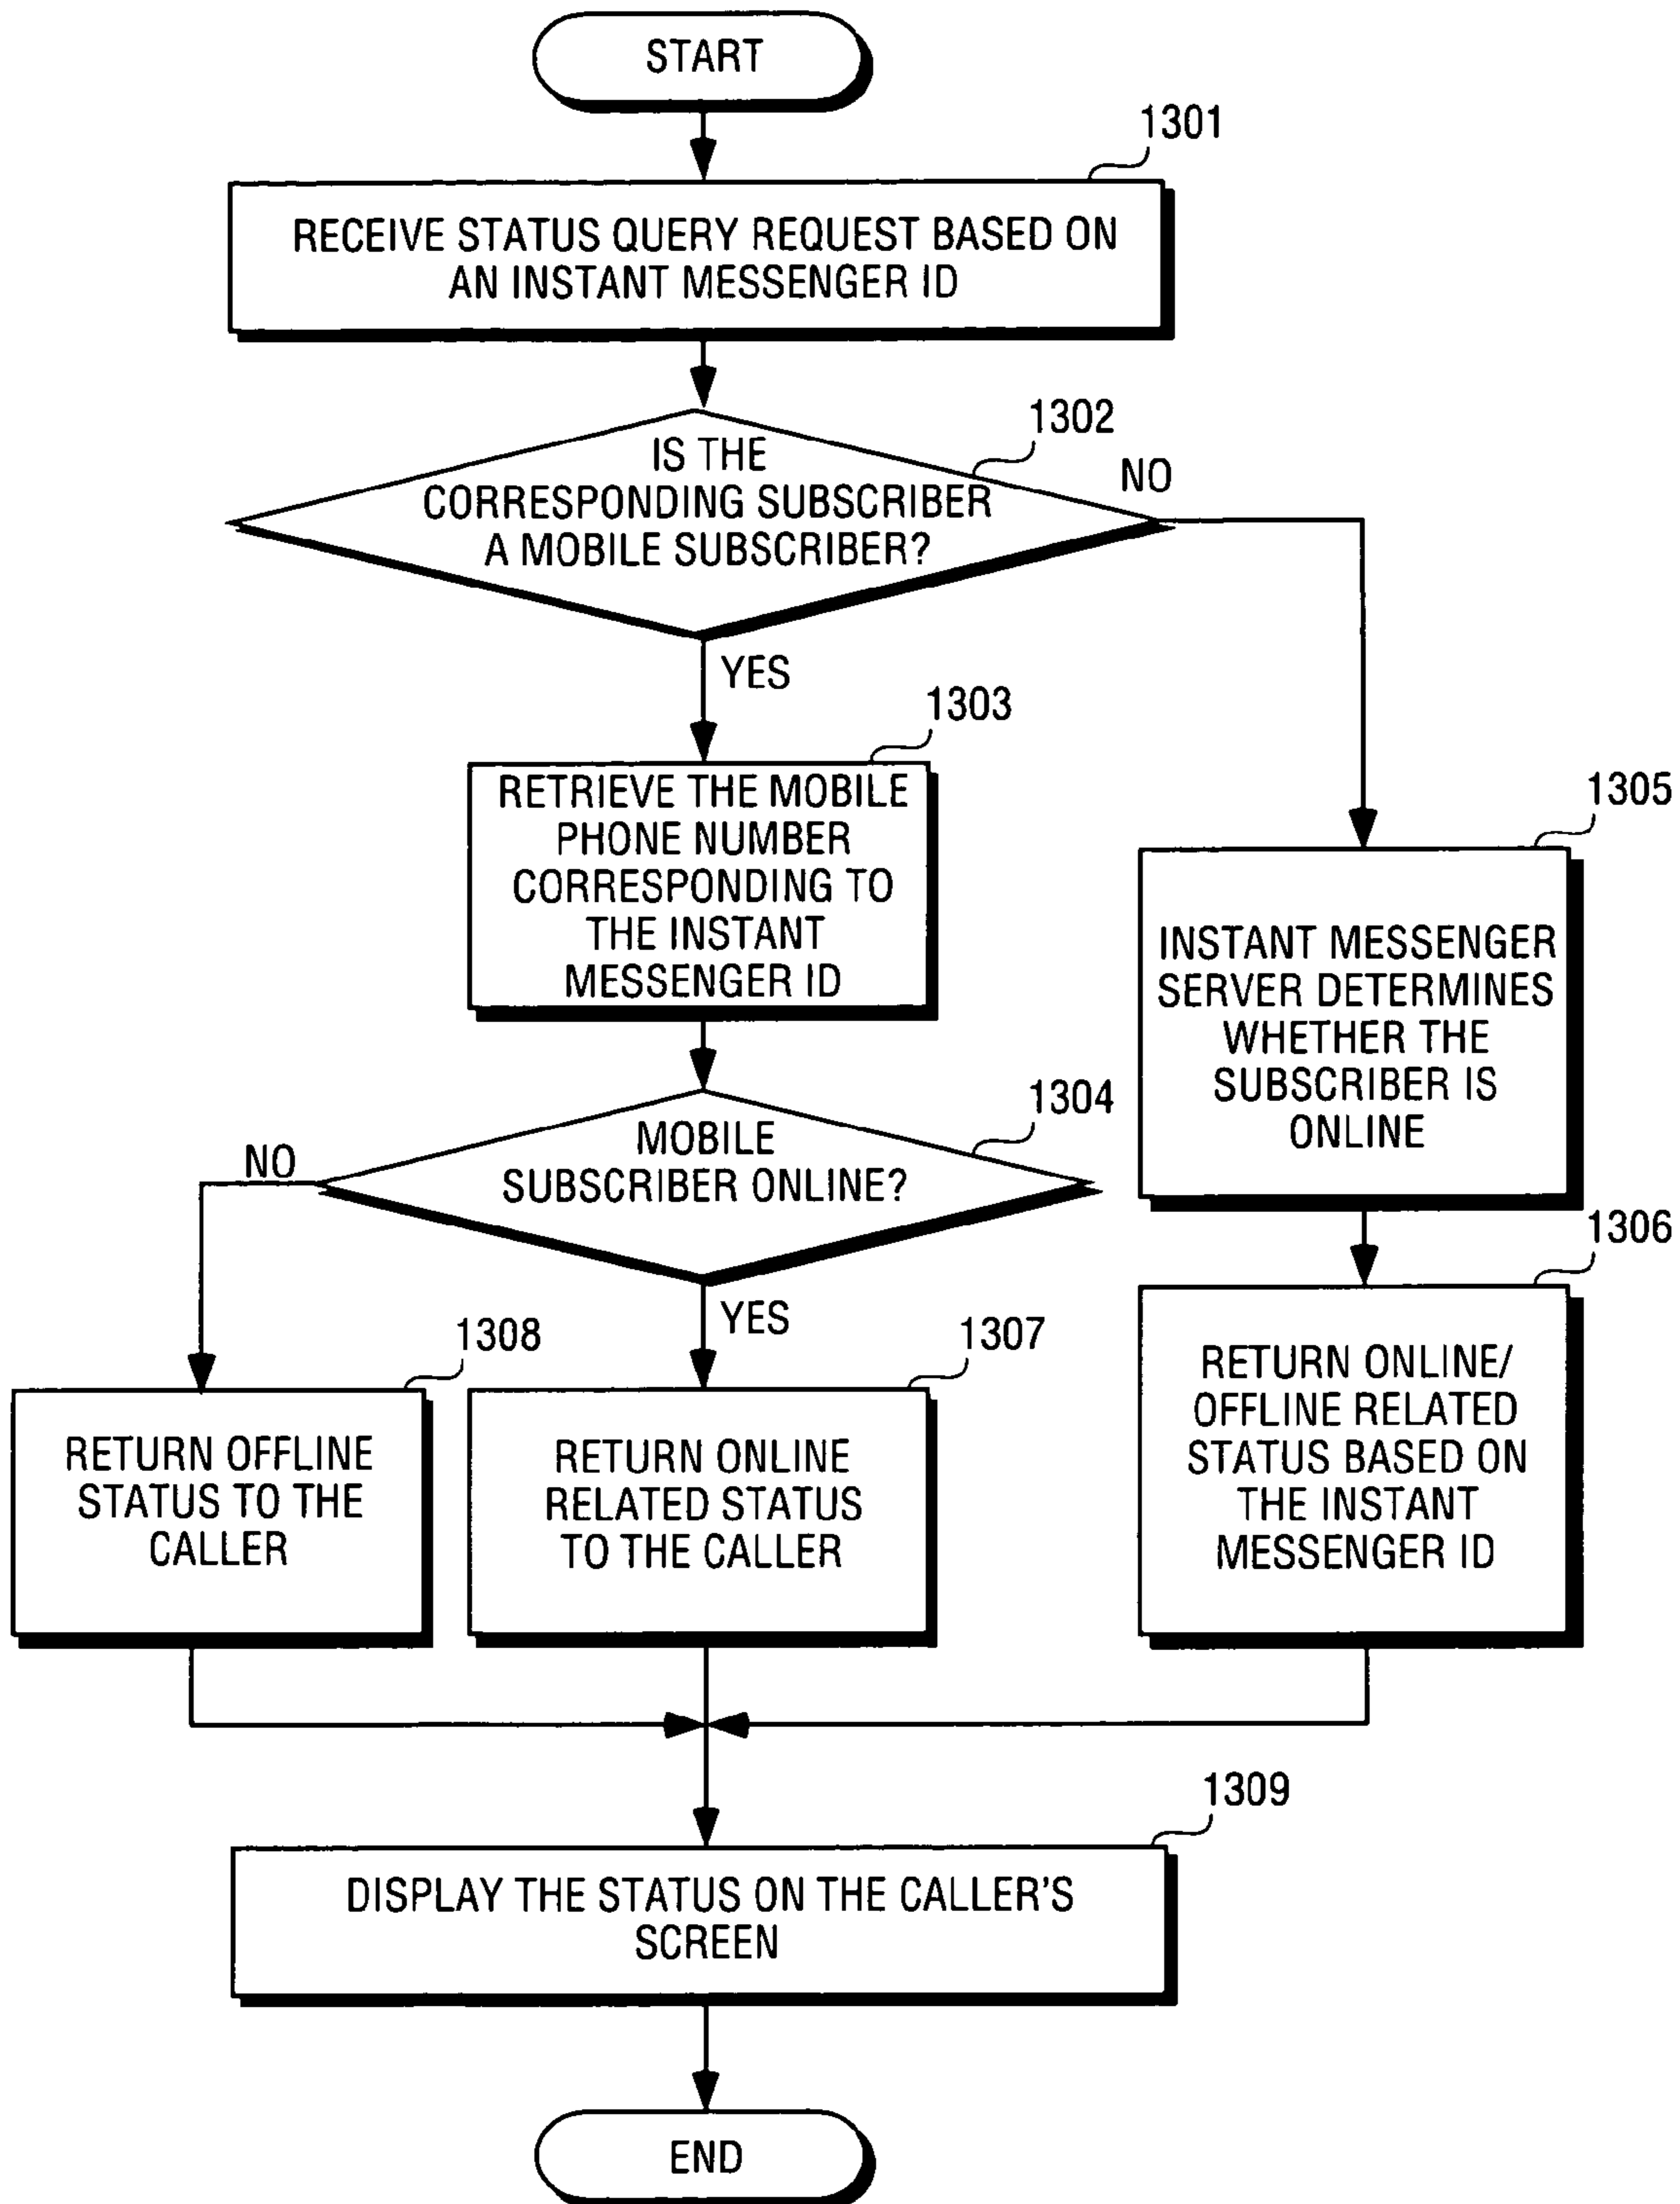 START
1301
RECEIVE STATUS QUERY REQUEST BASED ON
AN INSTANT MESSENGER ID
1302
IS THE
CORRESPONDING SUBSCRIBER
A MOBILE SUBSCRIBER?
NO
YES
1303
RETRIEVE THE MOBILE
PHONE NUMBER
CORRESPONDING TO
THE INSTANT
MESSENGER ID
1305
INSTANT MESSENGER
SERVER DETERMINES
WHETHER THE
SUBSCRIBER IS
ONLINE
1304
MOBILE
SUBSCRIBER ONLINE?
NO
YES
1306
RETURN ONLINE/
OFFLINE RELATED
STATUS BASED ON
THE INSTANT
MESSENGER ID
1308
RETURN OFFLINE
STATUS TO THE
CALLER
1307
RETURN ONLINE
RELATED STATUS
TO THE CALLER
1309
DISPLAY THE STATUS ON THE CALLER'S
SCREEN
END